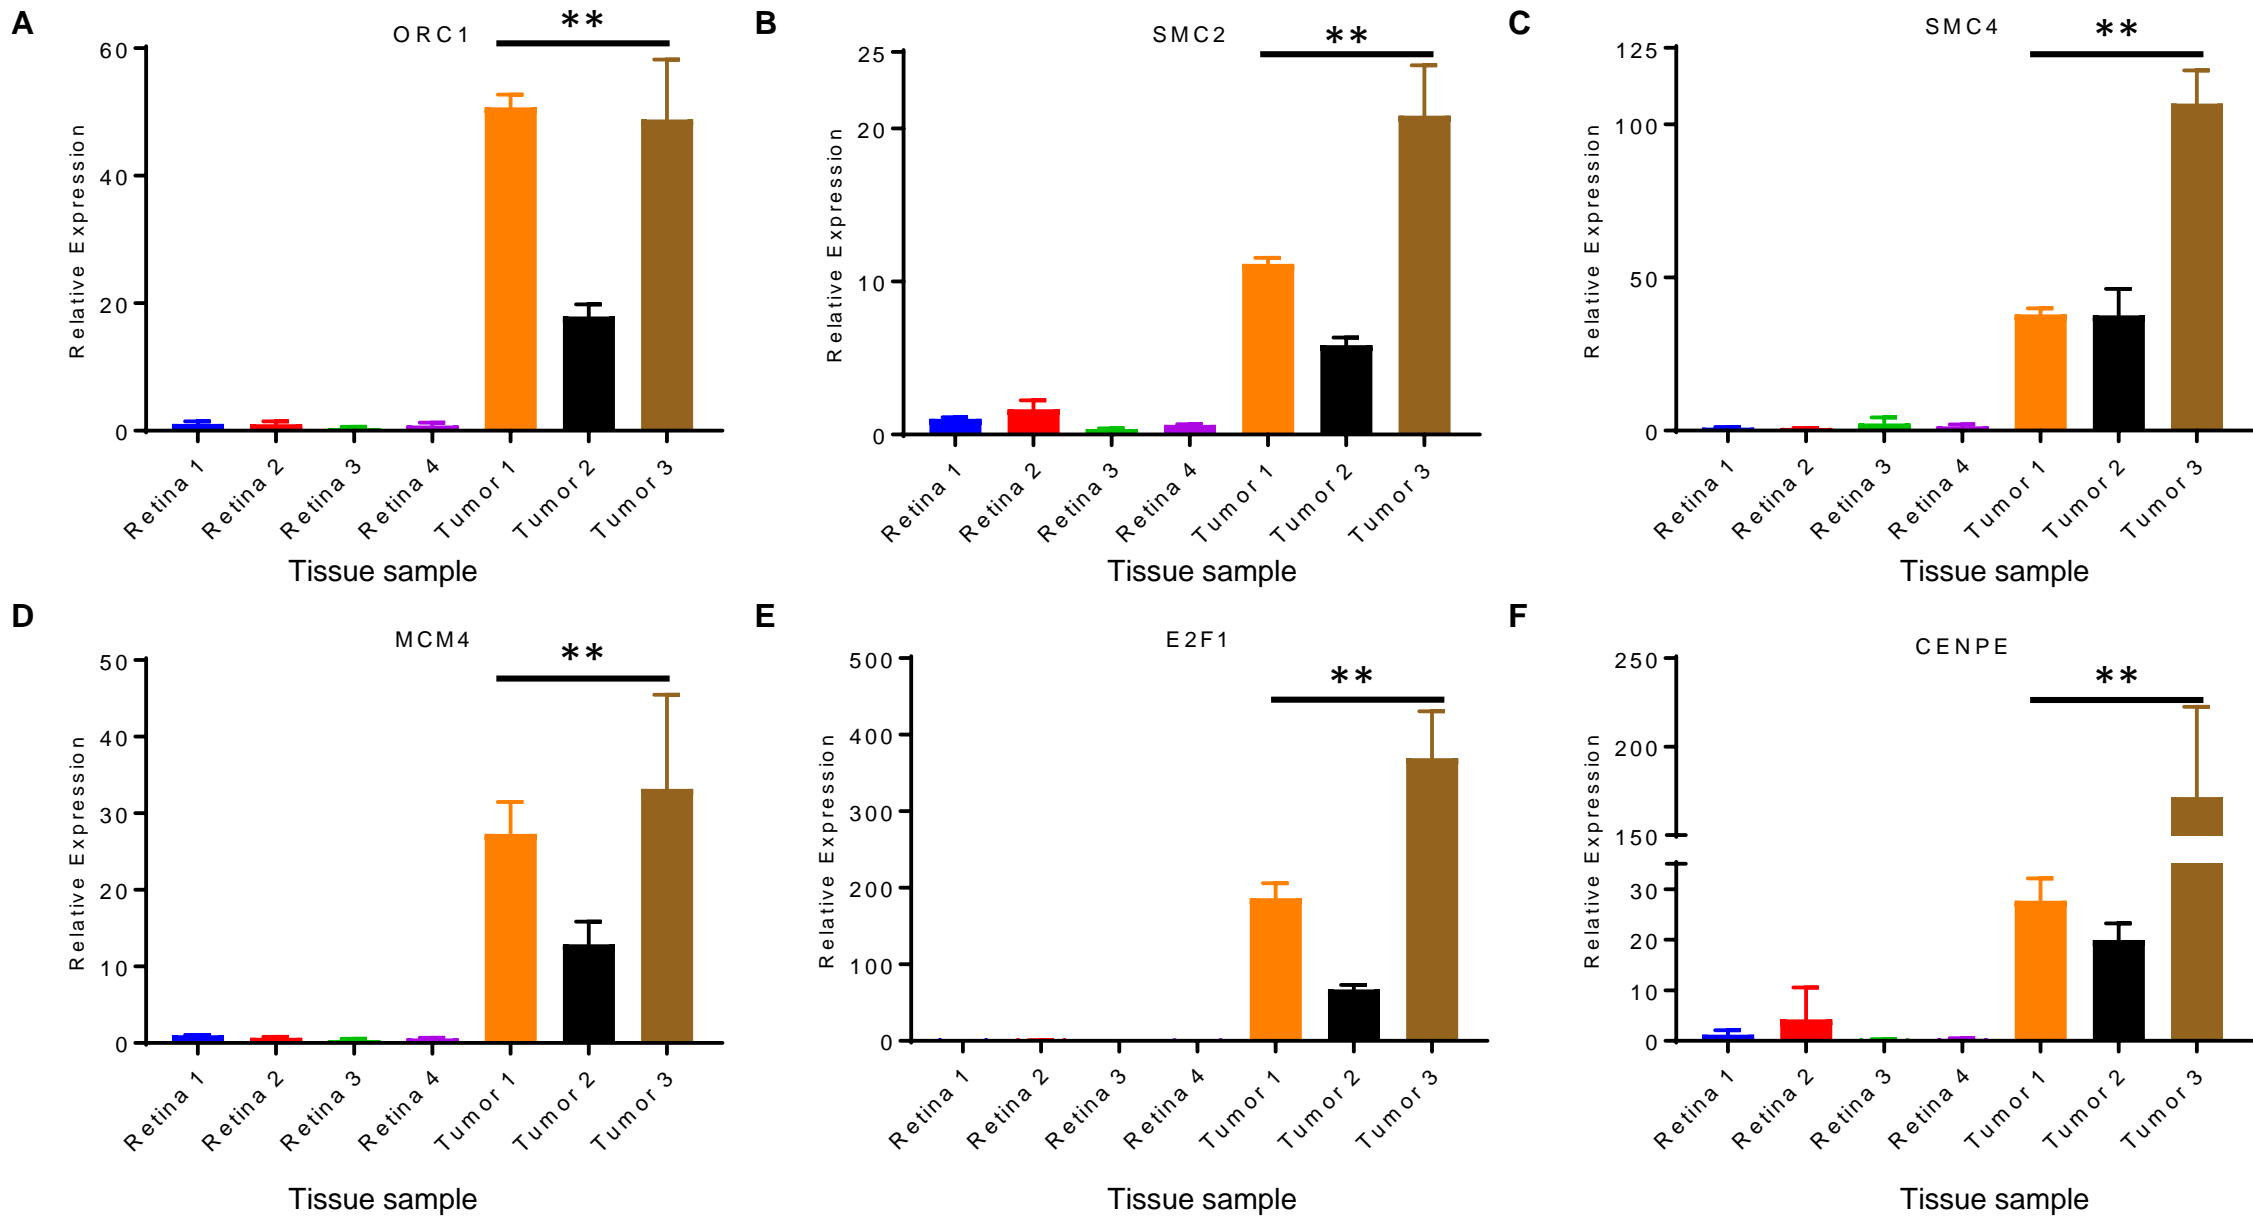 A
ORC1
**
Relative Expression
60
40
20
0
Retina 1
Retina 2
Retina 3
Retina 4
Tumor 1
Tumor 2
Tumor 3
Tissue sample
B
SMC2
**
Relative Expression
25
20
10
0
Retina 1
Retina 2
Retina 3
Retina 4
Tumor 1
Tumor 2
Tumor 3
Tissue sample
C
SMC4
**
Relative Expression
125
100
50
0
Retina 1
Retina 2
Retina 3
Retina 4
Tumor 1
Tumor 2
Tumor 3
Tissue sample
D
MCM4
**
Relative Expression
50
40
30
20
10
0
Retina 1
Retina 2
Retina 3
Retina 4
Tumor 1
Tumor 2
Tumor 3
Tissue sample
E
E2F1
**
Relative Expression
500
400
300
200
100
0
Retina 1
Retina 2
Retina 3
Retina 4
Tumor 1
Tumor 2
Tumor 3
Tissue sample
F
CENPE
**
Relative Expression
250
200
150
30
20
10
0
Retina 1
Retina 2
Retina 3
Retina 4
Tumor 1
Tumor 2
Tumor 3
Tissue sample